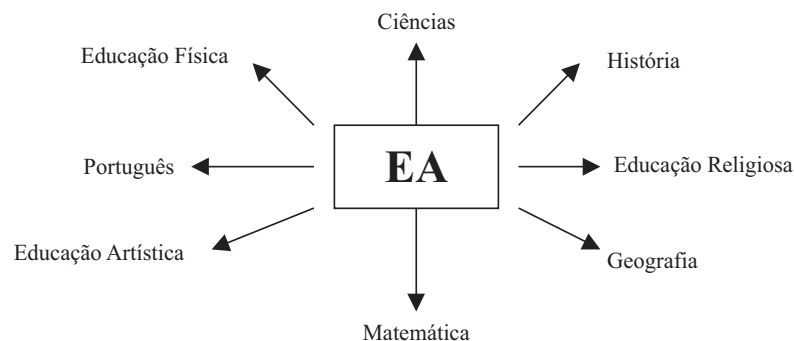 Ciências
Educação Física
História
Português
EA
Educação Religiosa
Educação Artística
Geografia
Matemática